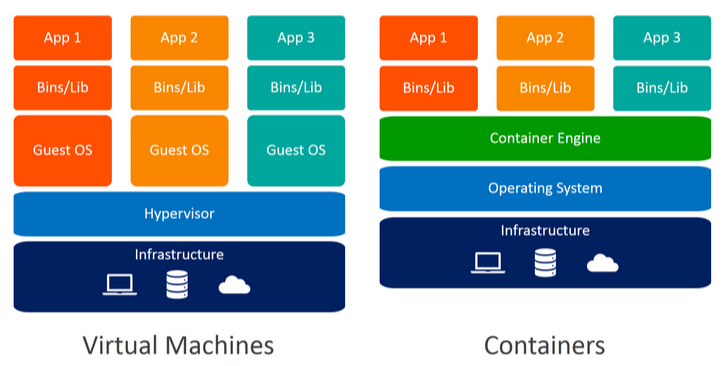 App 1
App 2
App 3
Bins/Lib
Bins/Lib
Bins/Lib
Guest OS
Guest OS
Guest OS
Hypervisor
Infrastructure
Virtual Machines
App 1
App 2
App 3
Bins/Lib
Bins/Lib
Bins/Lib
Container Engine
Operating System
Infrastructure
Containers